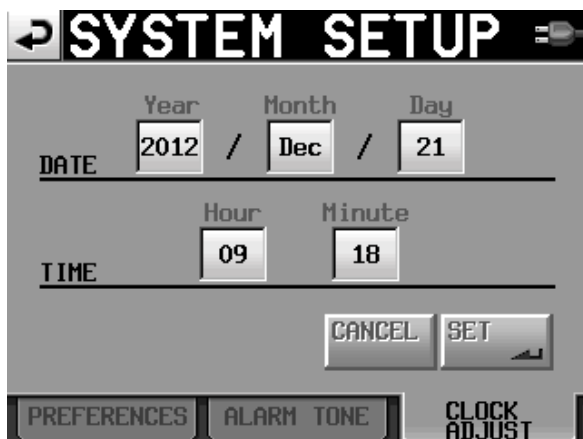 SYSTEM SETUP
Year Month Day
DATE 2012 / Dec / 21
Hour Minute
TIME 09 18
CANCEL SET
PREFERENCES ALARM TONE CLOCK ADJUST